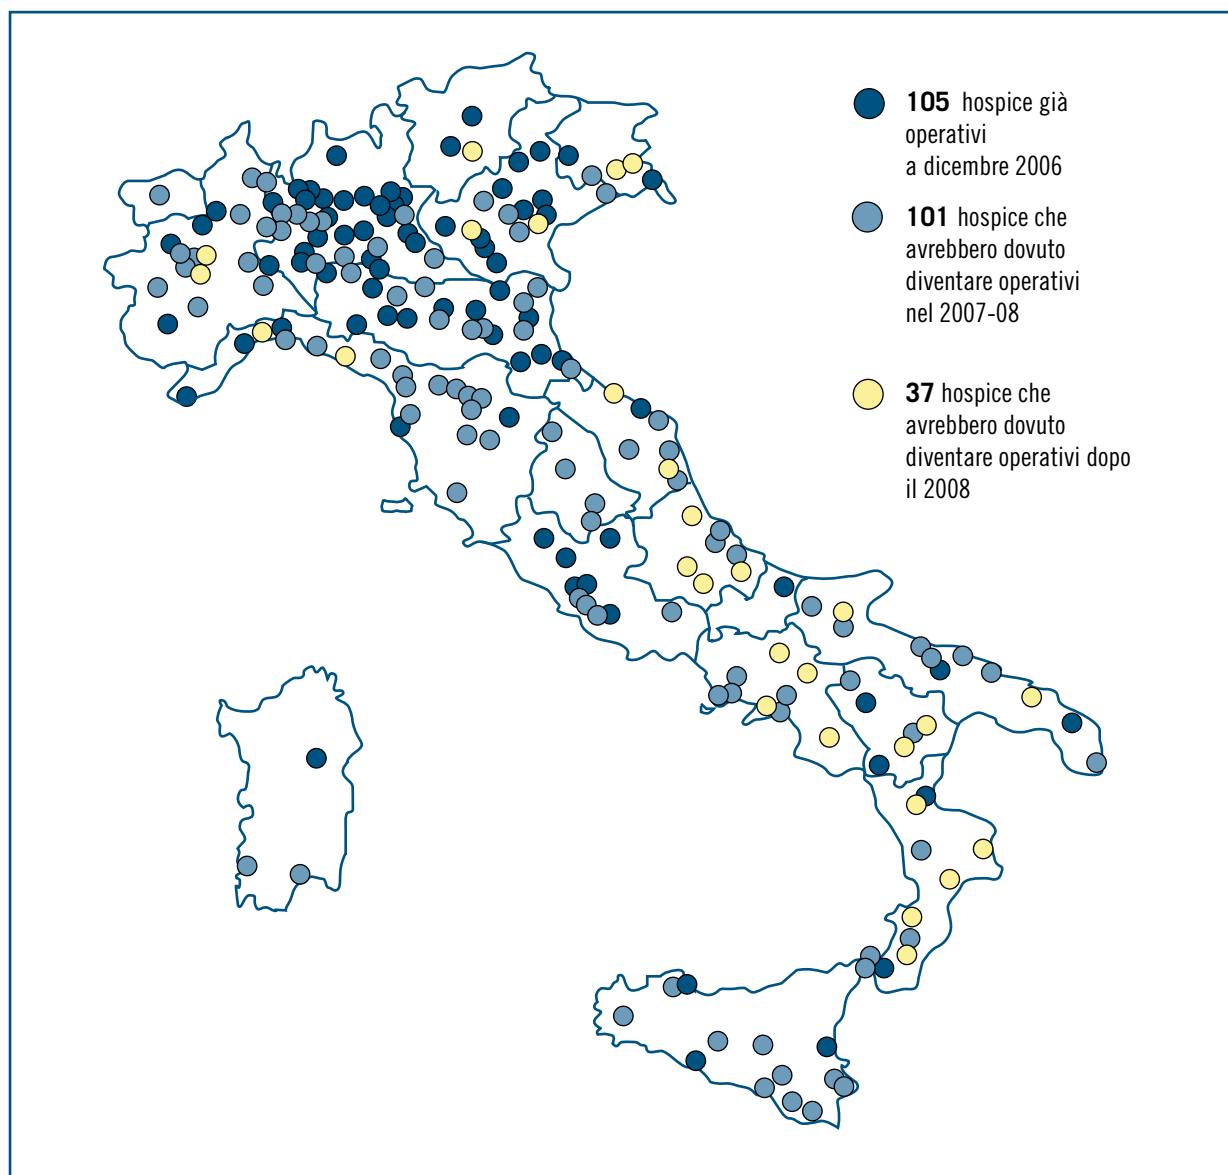 105 hospice già
operativi
a dicembre 2006
101 hospice che
avrebbero dovuto
diventare operativi
nel 2007-08
37 hospice che
avrebbero dovuto
diventare operativi dopo
il 2008